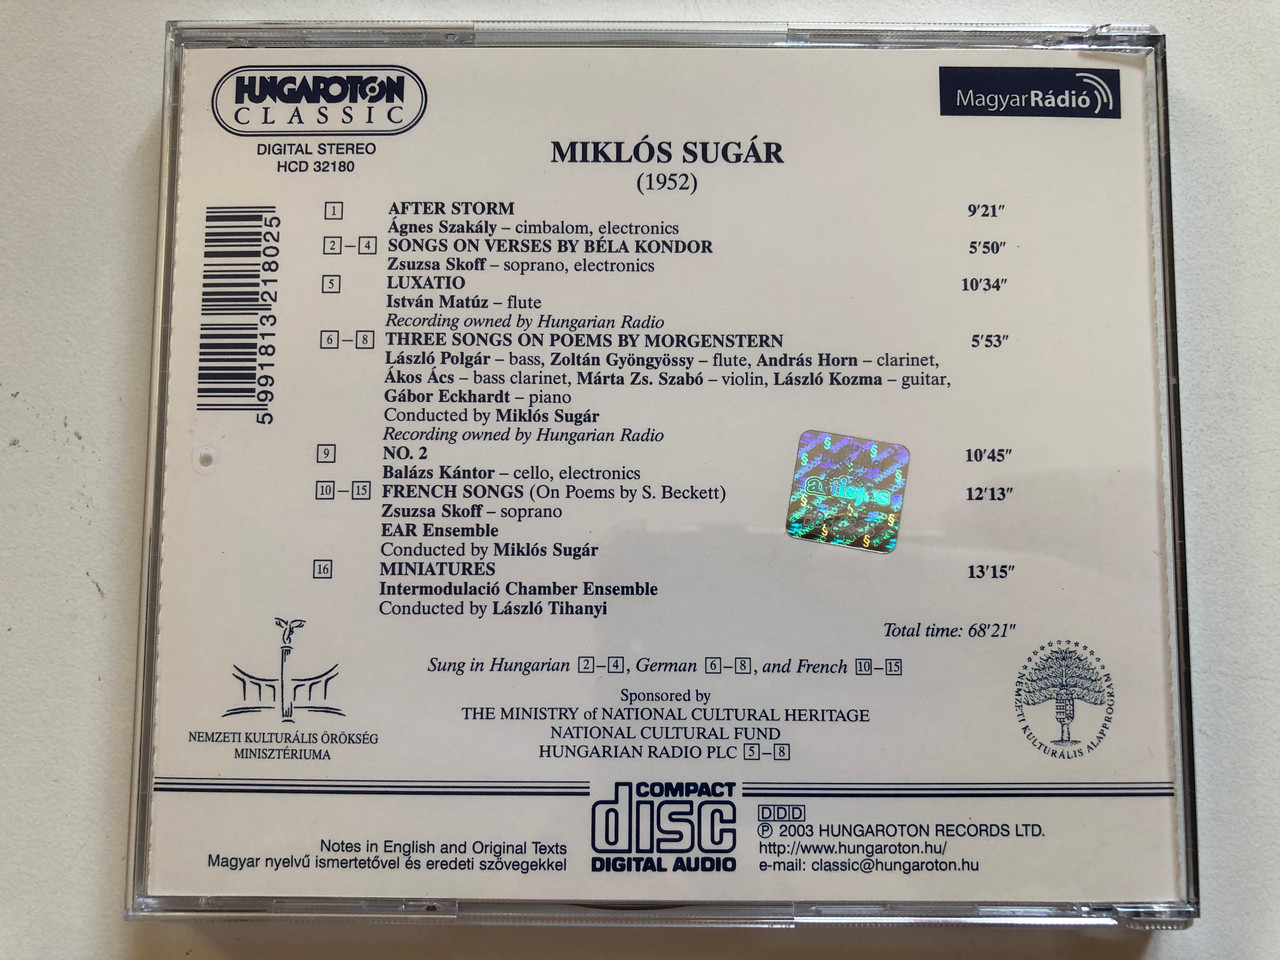 HUNGAROTON
CLASSIC
DIGITAL STEREO
HCD 32180
MagyarRádió
MIKLÓS SUGÁR
(1952)
1 AFTER STORM 9'21"
Ágnes Szakály – cimbalom, electronics
2 – 4 SONGS ON VERSES BY BÉLA KONDOR 5'50"
Zsuzsa Skoff – soprano, electronics
5 LUXATIO 10'34"
István Matúz – flute
Recording owned by Hungarian Radio
6 – 8 THREE SONGS ON POEMS BY MORGENSTERN 5'53"
László Polgár – bass, Zoltán Gyöngyössy – flute, András Horn – clarinet,
Ákos Ács – bass clarinet, Márta Zs. Szabó – violin, László Kozma – guitar,
Gábor Eckhardt – piano
Conducted by Miklós Sugár
Recording owned by Hungarian Radio
9 NO. 2 10'45"
Balázs Kántor – cello, electronics
10 – 15 FRENCH SONGS (On Poems by S. Beckett) 12'13"
Zsuzsa Skoff – soprano
EAR Ensemble
Conducted by Miklós Sugár
16 MINIATURES 13'15"
Intermodulació Chamber Ensemble
Conducted by László Tihanyi
Total time: 68'21"
5 991813 218025
artisjus
Sung in Hungarian 2 – 4, German 6 – 8, and French 10 – 15
Sponsored by
THE MINISTRY of NATIONAL CULTURAL HERITAGE
NATIONAL CULTURAL FUND
HUNGARIAN RADIO PLC 5 – 8
NEMZETI KULTURÁLIS ÖRÖKSÉG
MINISZTÉRIUMA
NEMZETI KULTURÁLIS ALAPPROGRAM
Notes in English and Original Texts
Magyar nyelvű ismertetővel és eredeti szövegekkel
COMPACT
disc
DIGITAL AUDIO
DDD
℗ 2003 HUNGAROTON RECORDS LTD.
http://www.hungaroton.hu/
e-mail: classic@hungaroton.hu